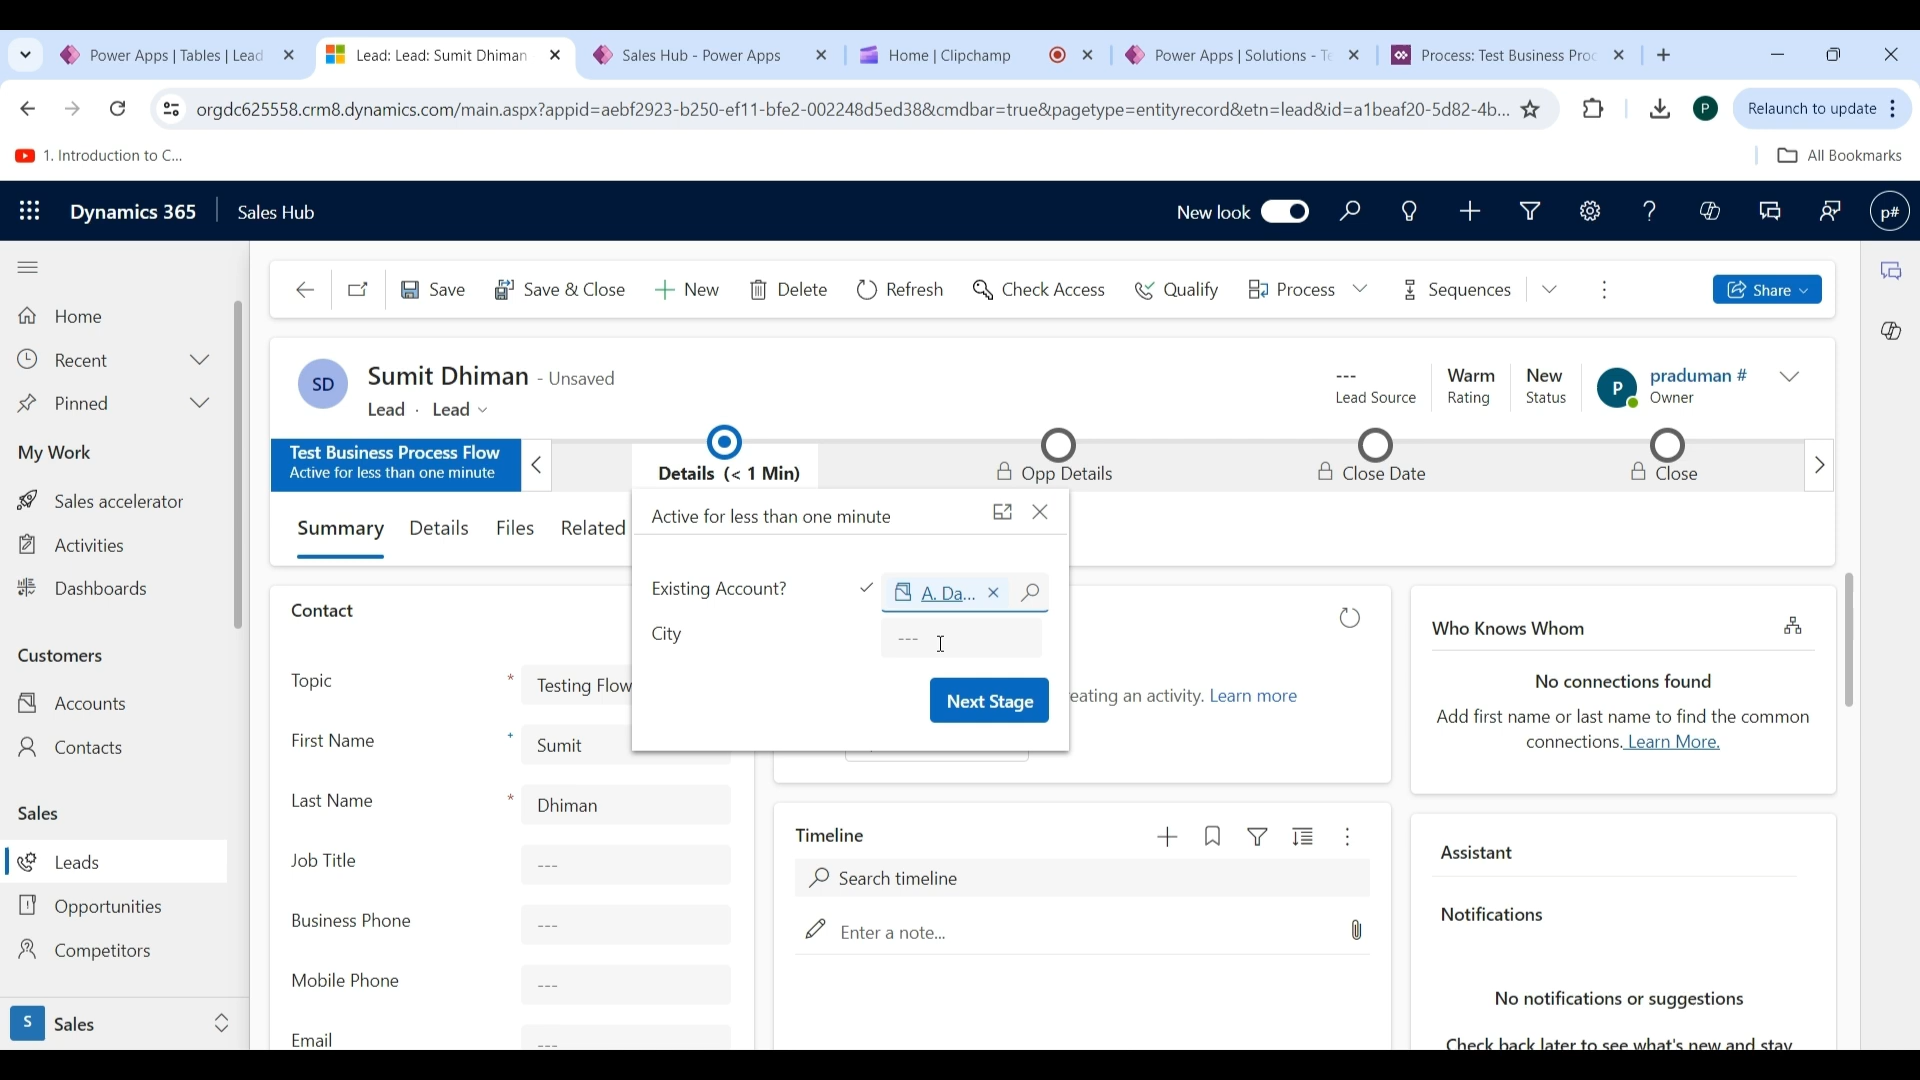 Power Apps | Tables | Lead
Lead: Lead: Sumit Dhiman
Sales Hub - Power Apps
Home | Clipchamp
Power Apps | Solutions - Te
Process: Test Business Proc
orgdc625558.crm8.dynamics.com/main.aspx?appid=aebf2923-b250-ef11-bfe2-002248d5ed38&cmdbar=true&pagetype=entityrecord&etn=lead&id=a1beaf20-5d82-4b...
P
Relaunch to update
1. Introduction to C...
All Bookmarks
Dynamics 365
Sales Hub
New look
p#
Home
Recent
Pinned
My Work
Sales accelerator
Activities
Dashboards
Customers
Accounts
Contacts
Sales
Leads
Opportunities
Competitors
S Sales
Save
Save & Close
New
Delete
Refresh
Check Access
Qualify
Process
Sequences
Share
SD
Sumit Dhiman - Unsaved
Lead · Lead
---
Lead Source
Warm
Rating
New
Status
P
praduman #
Owner
Test Business Process Flow
Active for less than one minute
Details (< 1 Min)
Opp Details
Close Date
Close
Summary
Details
Files
Related
Active for less than one minute
Existing Account?
A. Da...
City
---
Next Stage
Contact
Topic * Testing Flow
First Name + Sumit
Last Name * Dhiman
Job Title ---
Business Phone ---
Mobile Phone ---
Email ---
eating an activity. Learn more
Timeline
Search timeline
Enter a note...
Who Knows Whom
No connections found
Add first name or last name to find the common
connections. Learn More.
Assistant
Notifications
No notifications or suggestions
Check back later to see what's new and stay